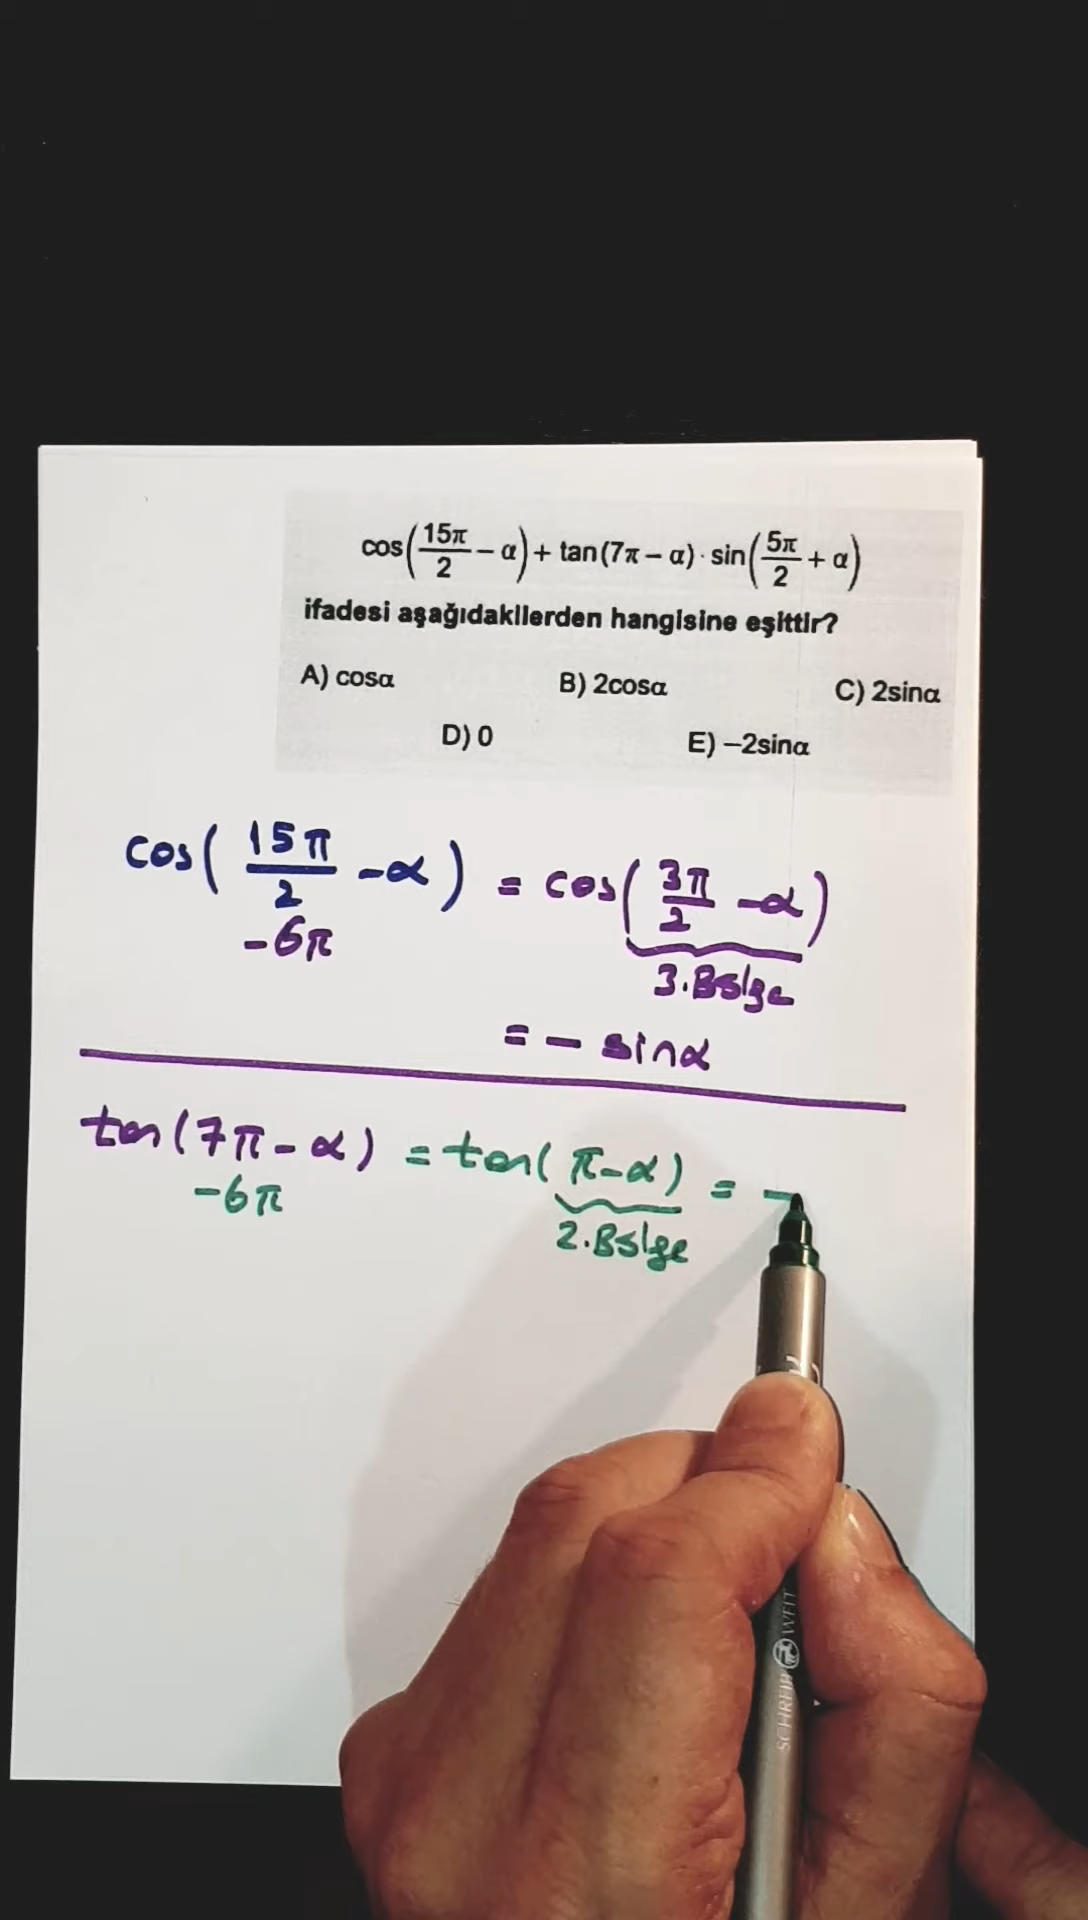 cos(15π/2 − α) + tan(7π − α) · sin(5π/2 + α)
ifadesi aşağıdakilerden hangisine eşittir?
A) cosα B) 2cosα C) 2sinα
D) 0 E) −2sinα
cos(15π/2 − α) = cos(3π/2 − α)
−6π
3.Bölge
= − sinα
tan(7π − α) = tan(π − α) = −
−6π
2.Bölge